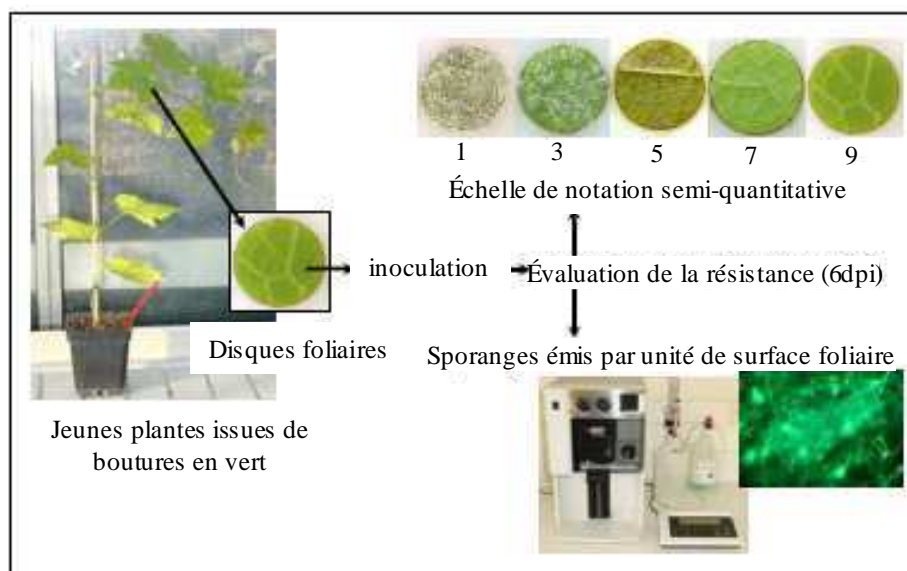 1 3 5 7 9
Échelle de notation semi-quantitative
inoculation
Évaluation de la résistance (6dpi)
Disques foliaires
Sporanges émis par unité de surface foliaire
Jeunes plantes issues de
boutures en vert